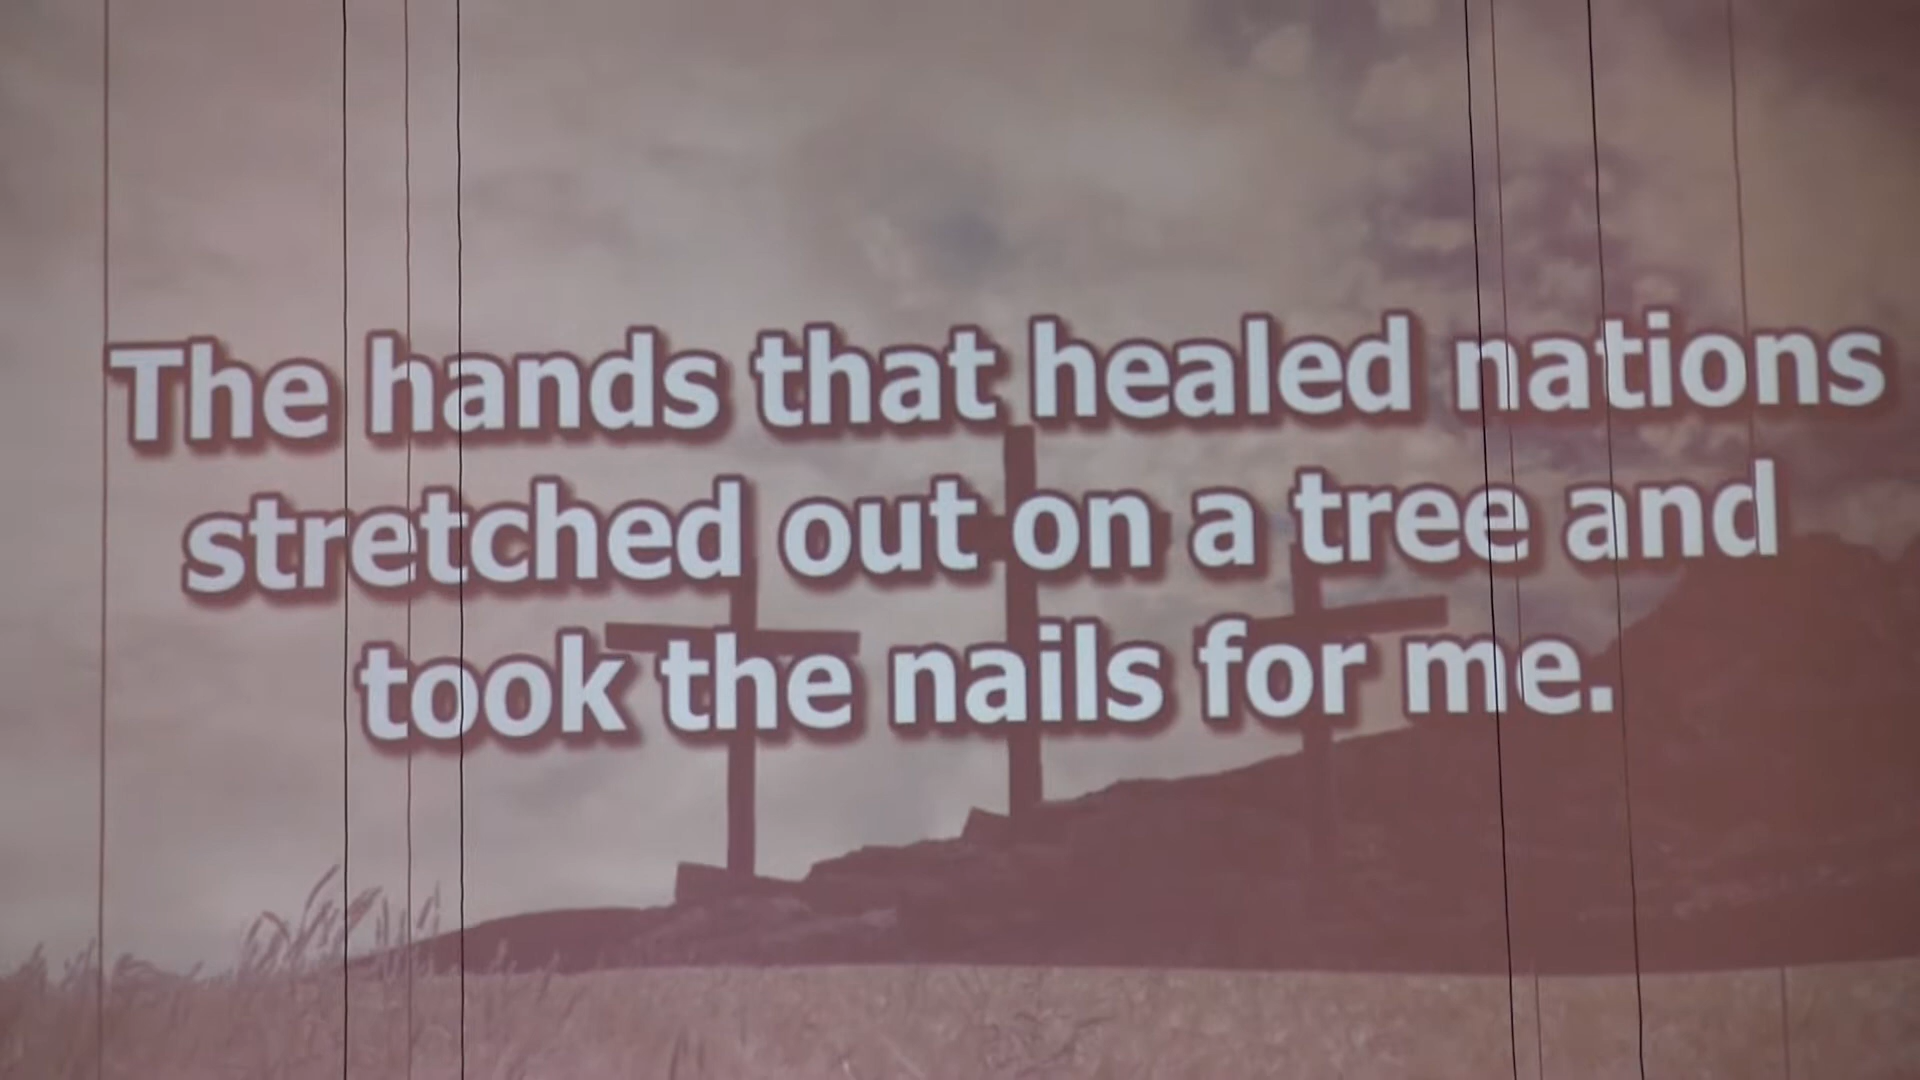 The hands that healed nations
stretched out on a tree and
took the nails for me.